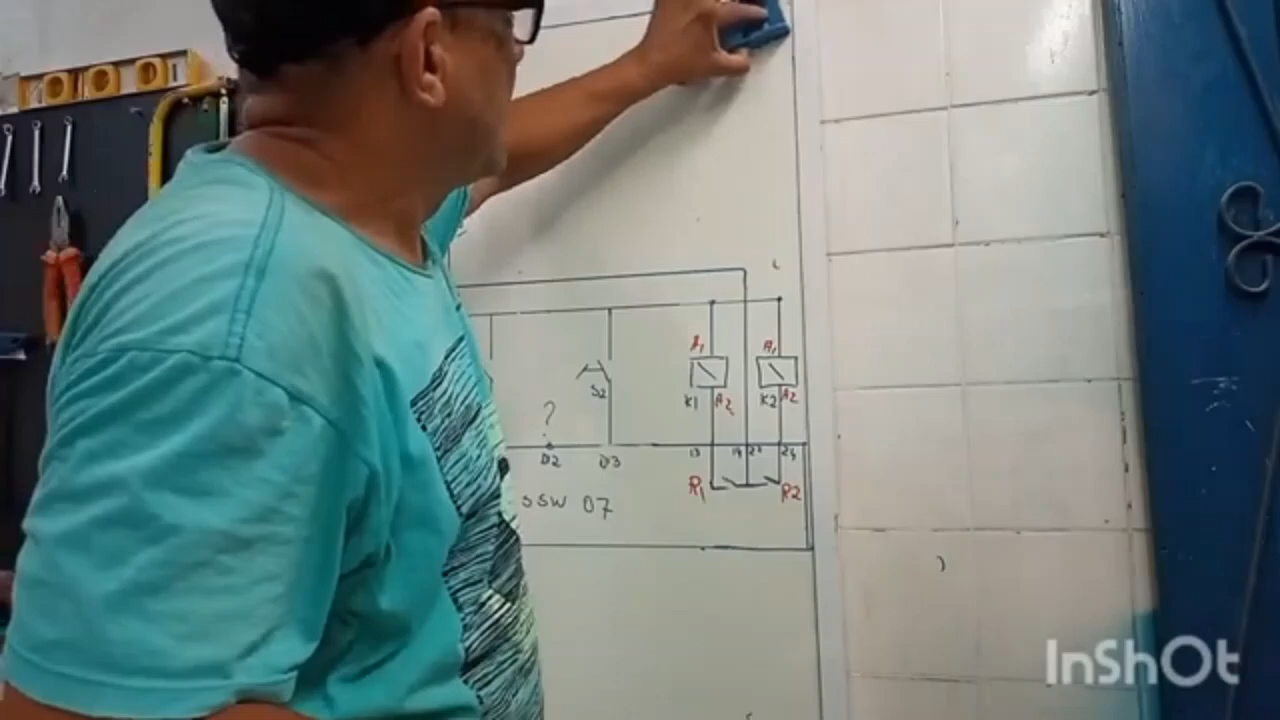 A1 A1
S2 K1 A2 K2 A2
?
D2 D3 13 14 23 24
R1 R2
SSW 07
InShOt